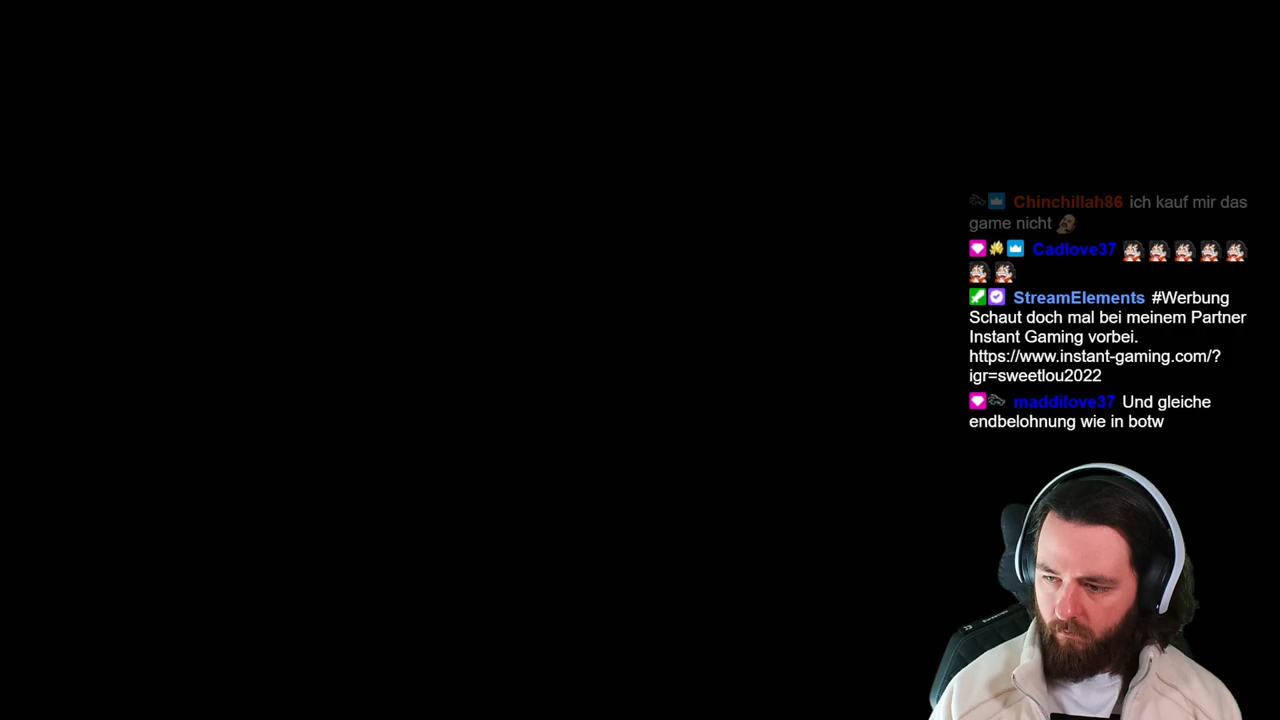 Chinchillah86 ich kauf mir das
game nicht
Cadlove37
StreamElements #Werbung
Schaut doch mal bei meinem Partner
Instant Gaming vorbei.
https://www.instant-gaming.com/?
igr=sweetlou2022
maddilove37 Und gleiche
endbelohnung wie in botw